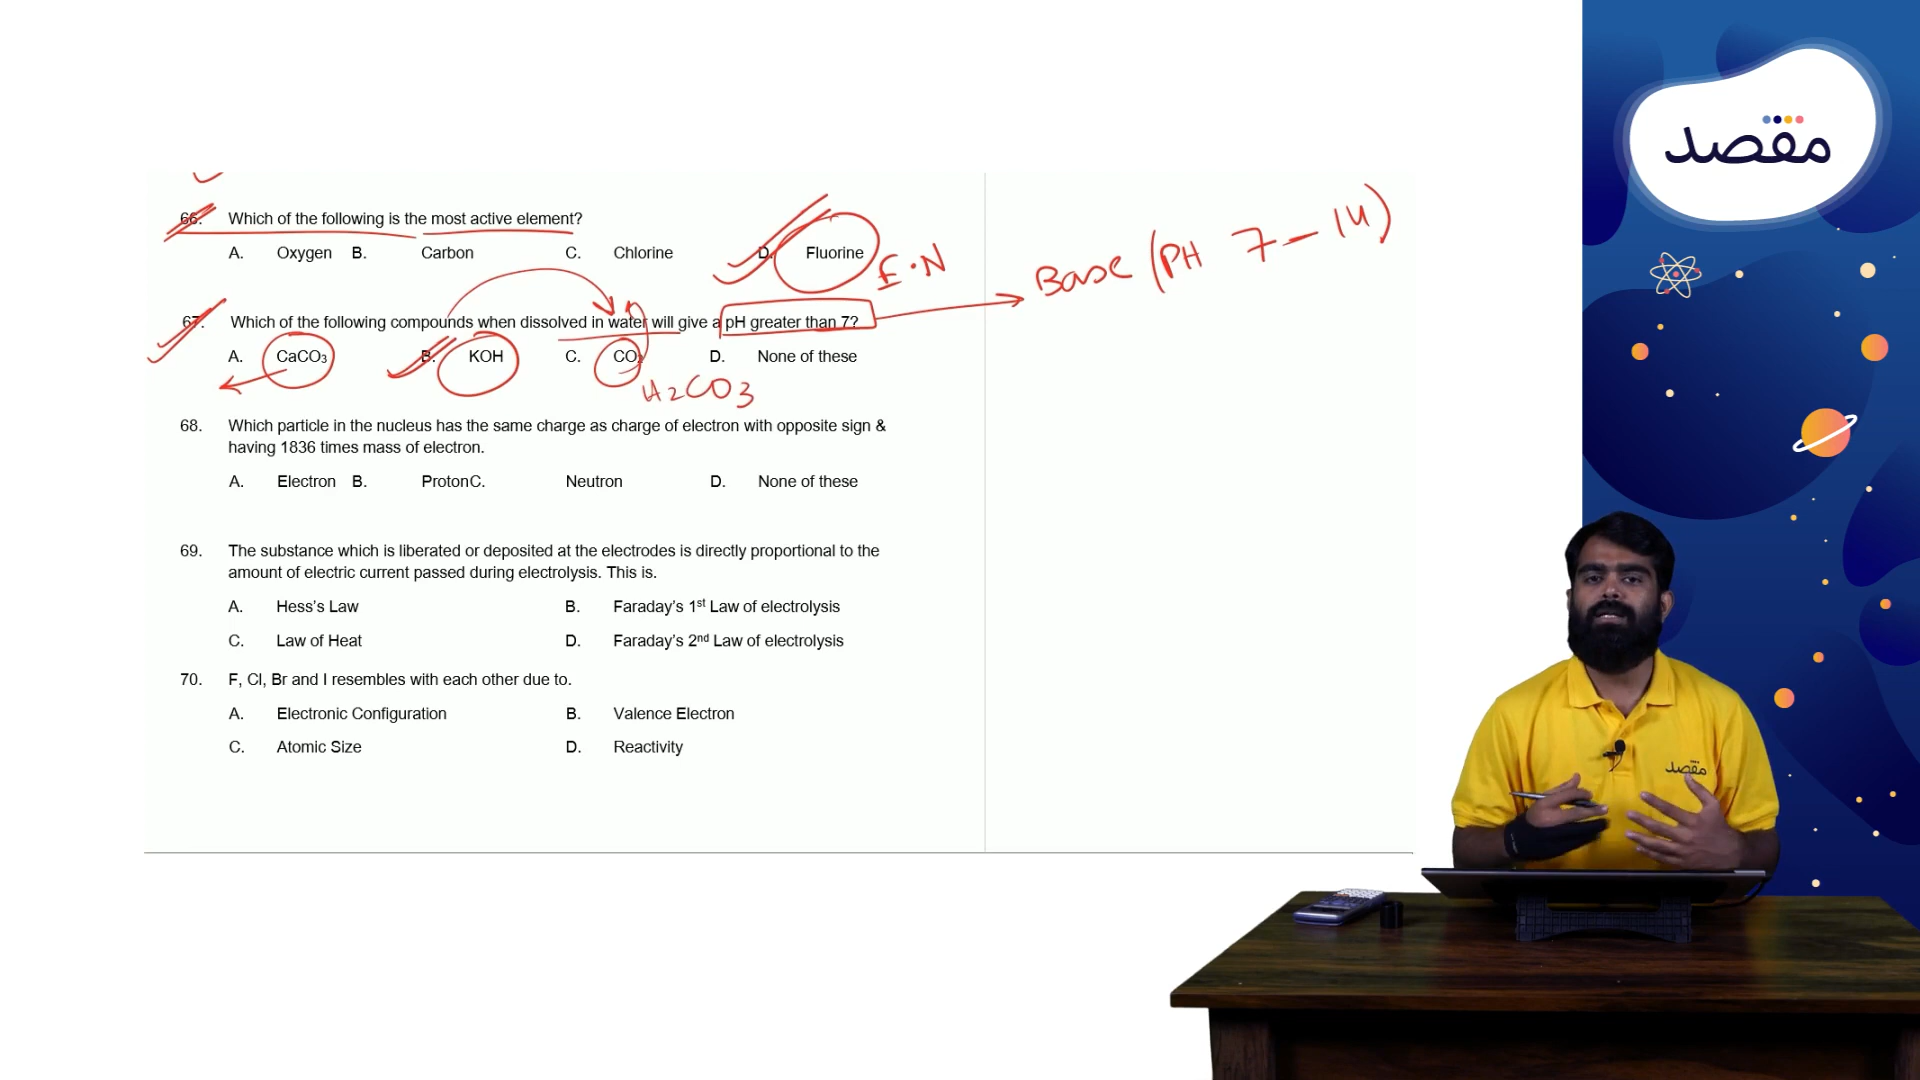 مقصد
66. Which of the following is the most active element?
A. Oxygen B. Carbon C. Chlorine D. Fluorine
E.N
Base (PH 7-14)
67. Which of the following compounds when dissolved in water will give a pH greater than 7?
A. CaCO₃ B. KOH C. CO₂ D. None of these
H₂CO₃
68. Which particle in the nucleus has the same charge as charge of electron with opposite sign &
having 1836 times mass of electron.
A. Electron B. Proton C. Neutron D. None of these
69. The substance which is liberated or deposited at the electrodes is directly proportional to the
amount of electric current passed during electrolysis. This is.
A. Hess's Law B. Faraday's 1st Law of electrolysis
C. Law of Heat D. Faraday's 2nd Law of electrolysis
70. F, Cl, Br and I resembles with each other due to.
A. Electronic Configuration B. Valence Electron
C. Atomic Size D. Reactivity
مقصد